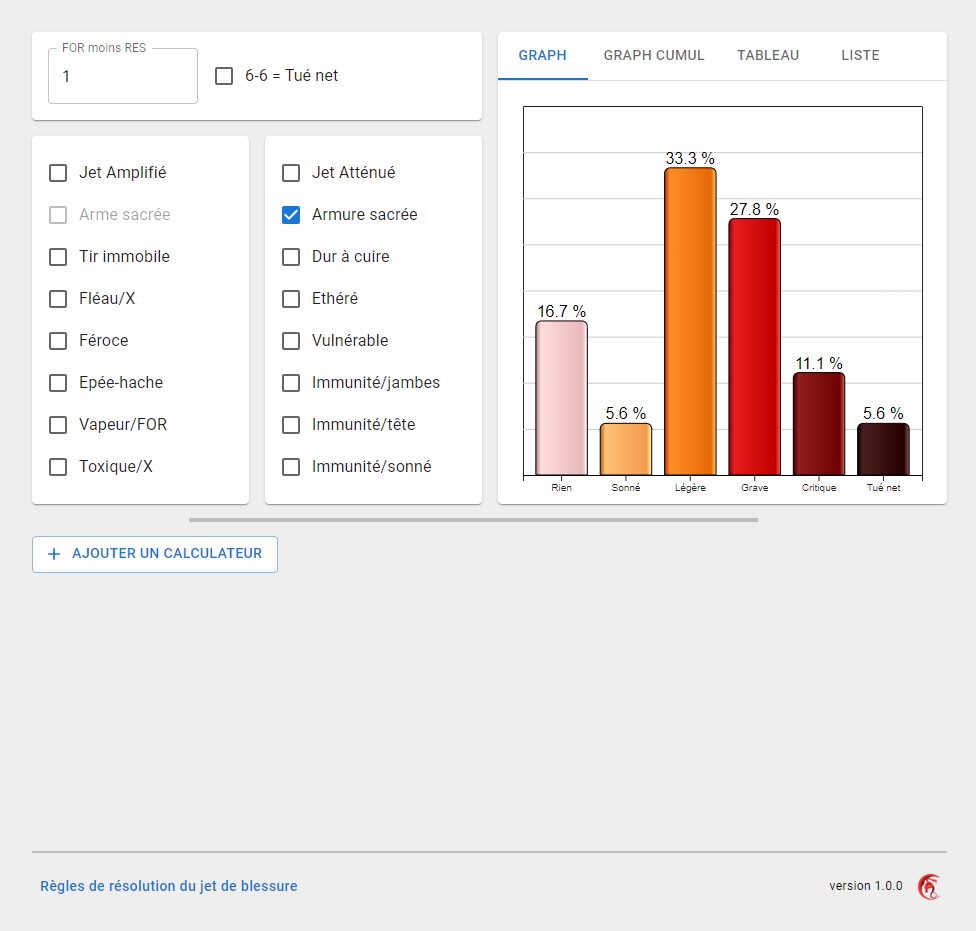 FOR moins RES
1
6-6 = Tué net
Jet Amplifié
Arme sacrée
Tir immobile
Fléau/X
Féroce
Epée-hache
Vapeur/FOR
Toxique/X
Jet Atténué
Armure sacrée
Dur à cuire
Ethéré
Vulnérable
Immunité/jambes
Immunité/tête
Immunité/sonné
GRAPH GRAPH CUMUL TABLEAU LISTE
16.7 % 5.6 % 33.3 % 27.8 % 11.1 % 5.6 %
Rien Sonné Légère Grave Critique Tué net
+ AJOUTER UN CALCULATEUR
Règles de résolution du jet de blessure
version 1.0.0